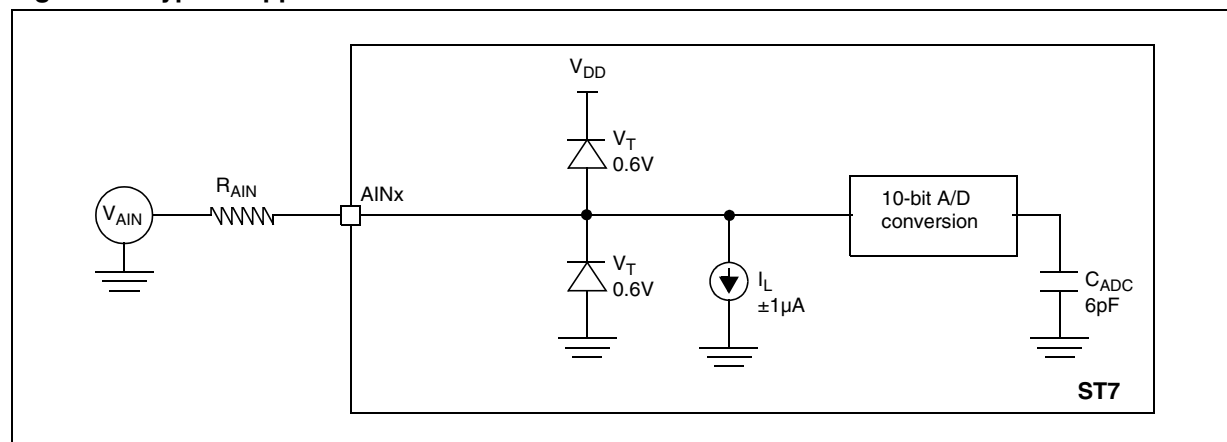 V_DD
V_T
0.6V
R_AIN
AINx
V_AIN
10-bit A/D
conversion
V_T
0.6V
I_L
±1µA
C_ADC
6pF
ST7